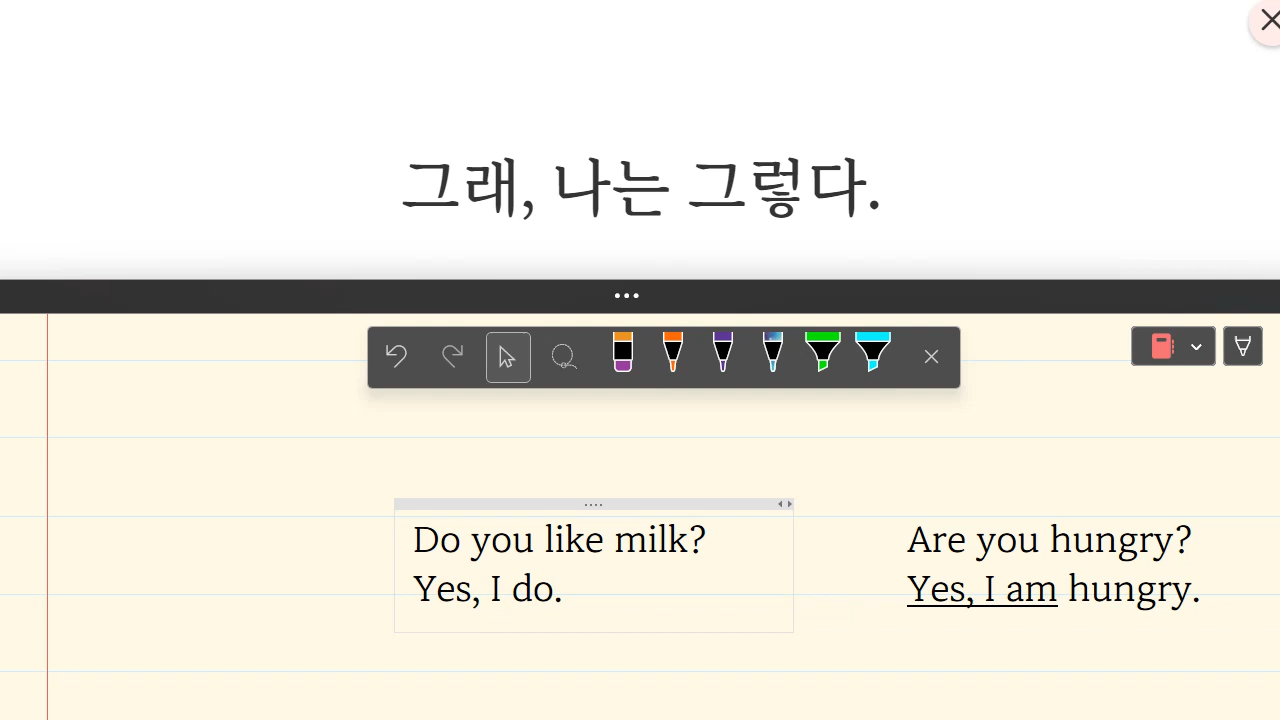 그래, 나는 그렇다.
Do you like milk?
Yes, I do.
Are you hungry?
Yes, I am hungry.